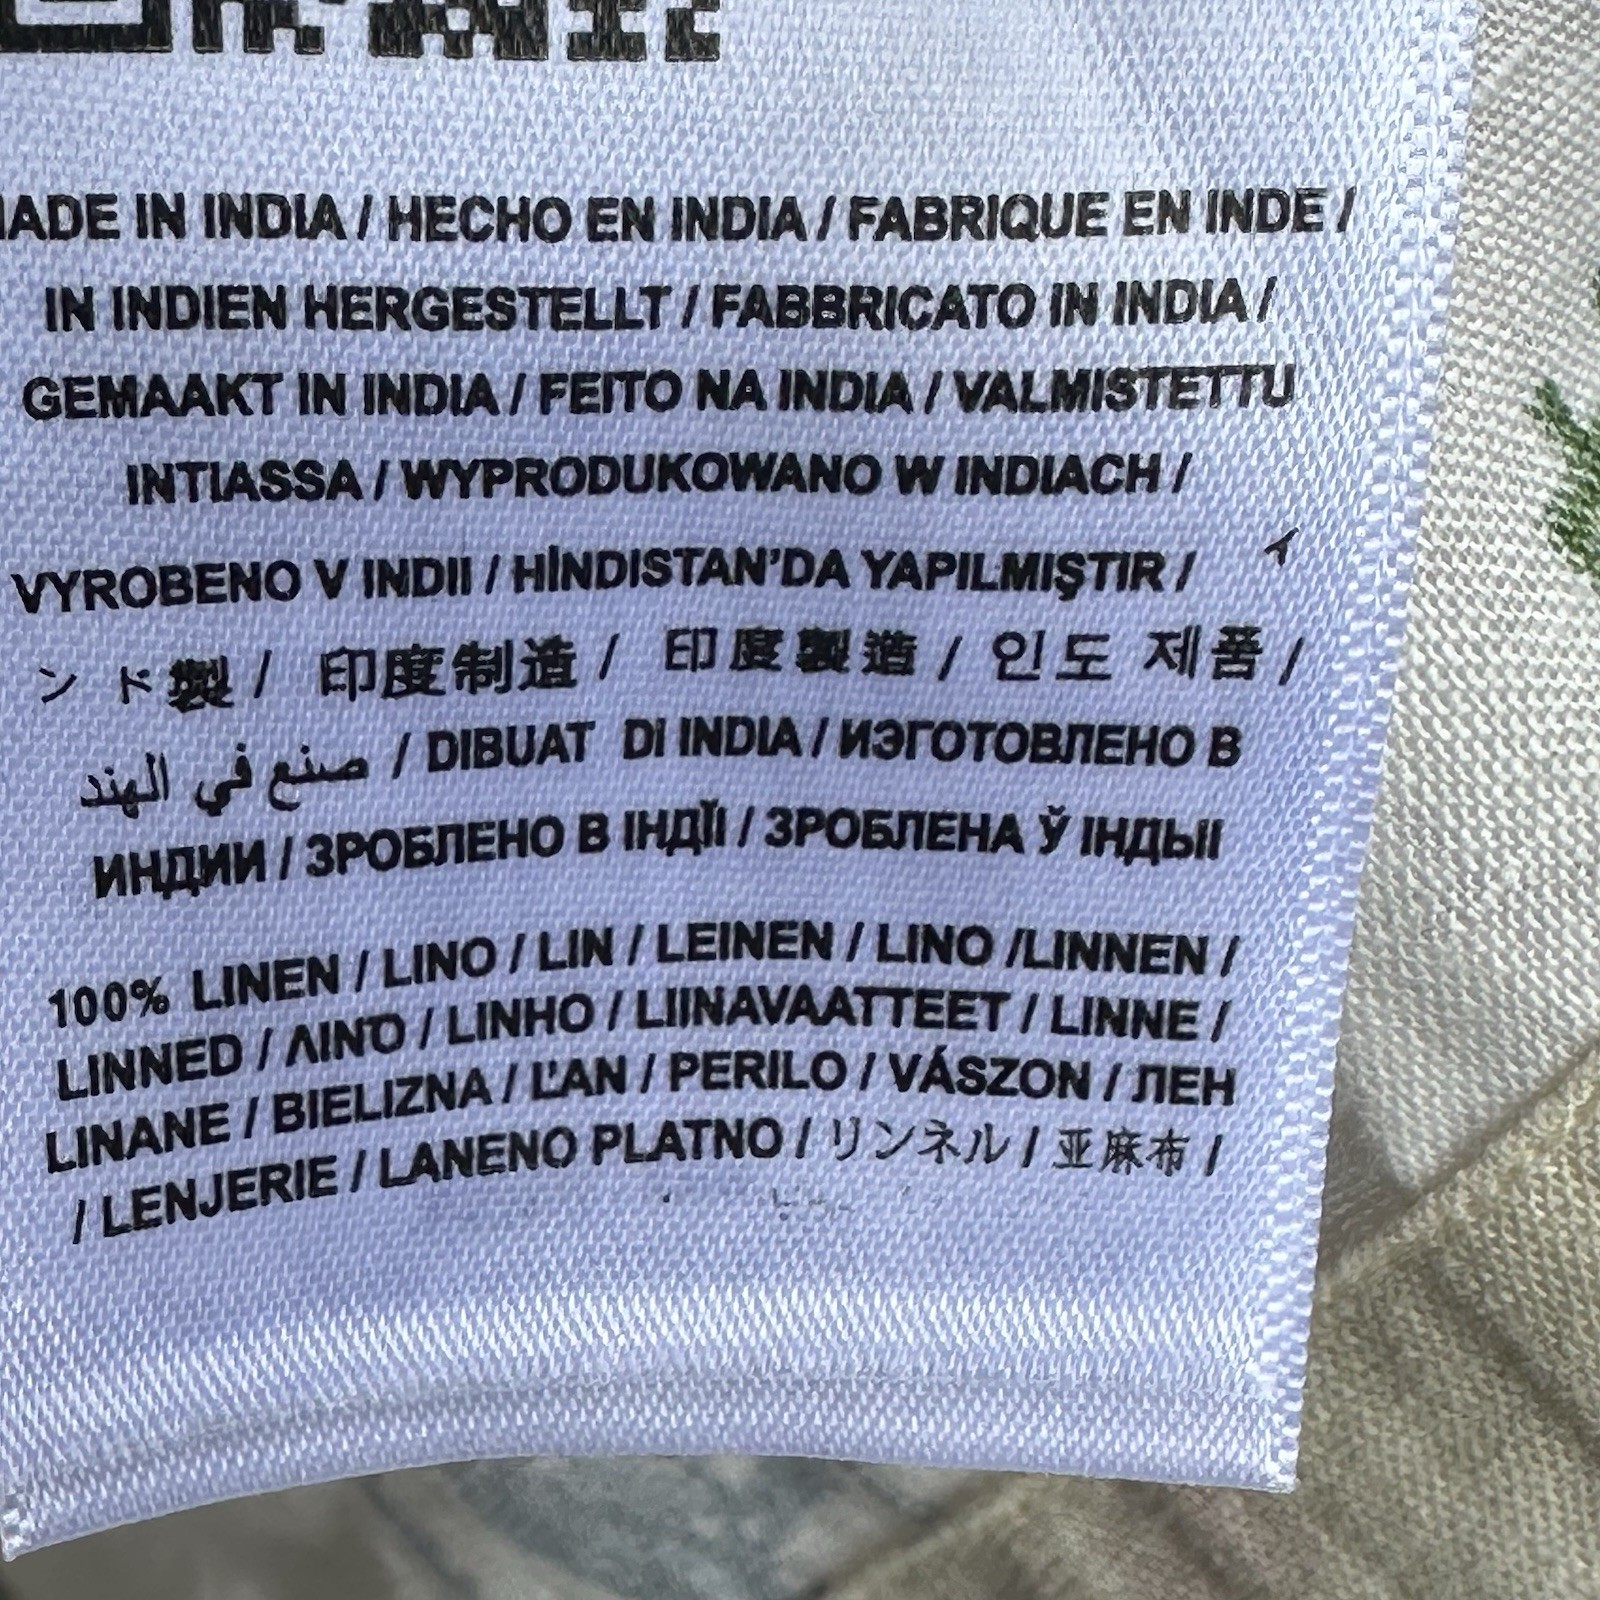 MADE IN INDIA / HECHO EN INDIA / FABRIQUE EN INDE /
IN INDIEN HERGESTELLT / FABBRICATO IN INDIA /
GEMAAKT IN INDIA / FEITO NA INDIA / VALMISTETTU
INTIASSA / WYPRODUKOWANO W INDIACH /
VYROBENO V INDII / HİNDISTAN'DA YAPILMIŞTIR / イ
ンド製 / 印度制造 / 印度製造 / 인도 제품 /
صنع في الهند / DIBUAT DI INDIA / ИЗГОТОВЛЕНО В
ИНДИИ / ЗРОБЛЕНО В ІНДЇІ / ЗРОБЛЕНА Ў ІНДЫІ
100% LINEN / LINO / LIN / LEINEN / LINO /LINNEN /
LINNED / ΛΙΝΌ / LINHO / LIINAVAATTEET / LINNE /
LINANE / BIELIZNA / ĽAN / PERILO / VÁSZON / ЛЕН
/ LENJERIE / LANENO PLATNO / リンネル / 亚麻布 /